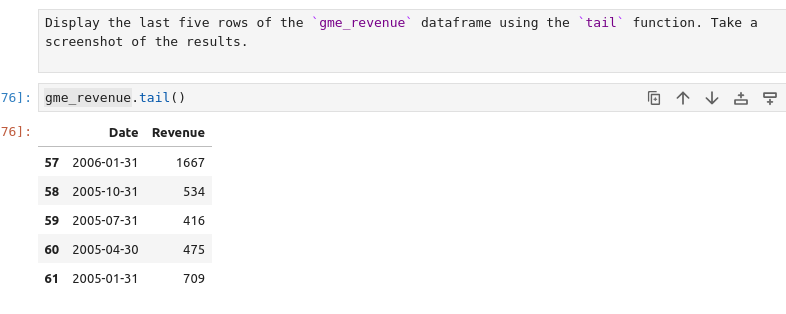 Display the last five rows of the `gme_revenue` dataframe using the `tail` function. Take a
screenshot of the results.
76]: gme_revenue.tail()
76]: Date Revenue
57 2006-01-31 1667
58 2005-10-31 534
59 2005-07-31 416
60 2005-04-30 475
61 2005-01-31 709